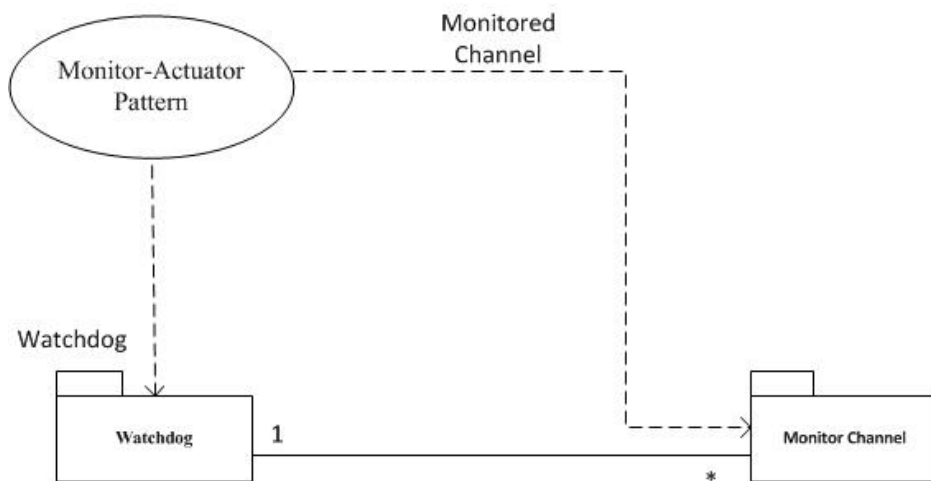 Monitored
Channel
Monitor-Actuator
Pattern
Watchdog
Watchdog
1
Monitor Channel
*